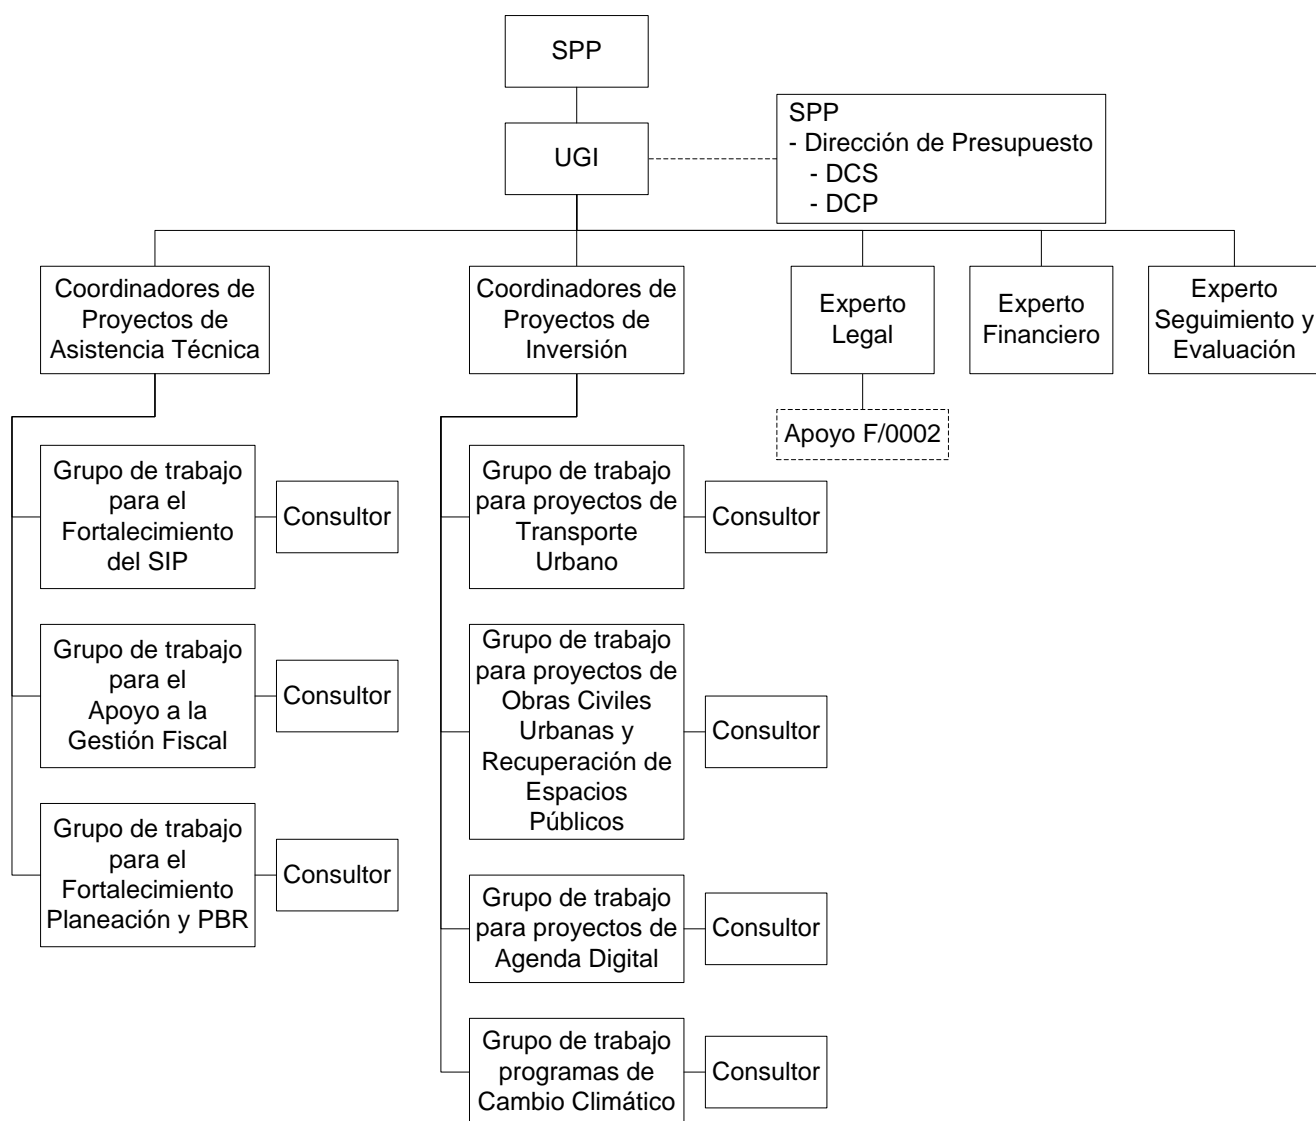 SPP
UGI
SPP
- Dirección de Presupuesto
- DCS
- DCP
Coordinadores de
Proyectos de
Asistencia Técnica
Coordinadores de
Proyectos de
Inversión
Experto
Legal
Experto
Financiero
Experto
Seguimiento y
Evaluación
Apoyo F/0002
Grupo de trabajo
para el
Fortalecimiento
del SIP
Consultor
Grupo de trabajo
para el
Apoyo a la
Gestión Fiscal
Consultor
Grupo de trabajo
para el
Fortalecimiento
Planeación y PBR
Consultor
Grupo de trabajo
para proyectos de
Transporte
Urbano
Consultor
Grupo de trabajo
para proyectos de
Obras Civiles
Urbanas y
Recuperación de
Espacios
Públicos
Consultor
Grupo de trabajo
para proyectos de
Agenda Digital
Consultor
Grupo de trabajo
programas de
Cambio Climático
Consultor